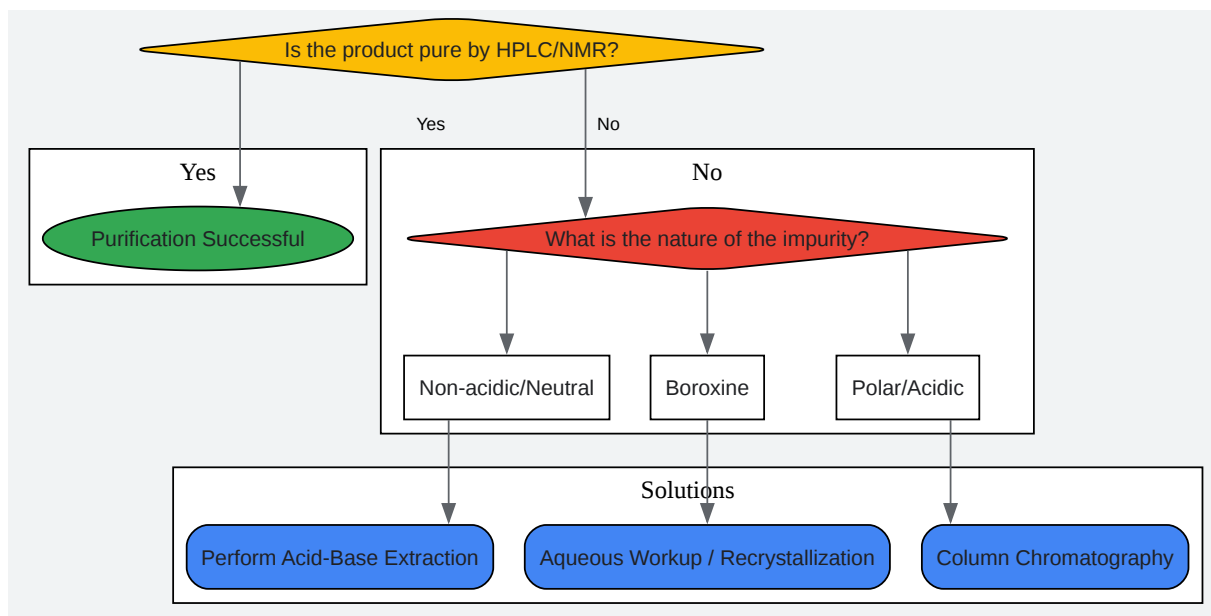 Is the product pure by HPLC/NMR?
Yes
No
Yes
Purification Successful
No
What is the nature of the impurity?
Non-acidic/Neutral
Boroxine
Polar/Acidic
Solutions
Perform Acid-Base Extraction
Aqueous Workup / Recrystallization
Column Chromatography